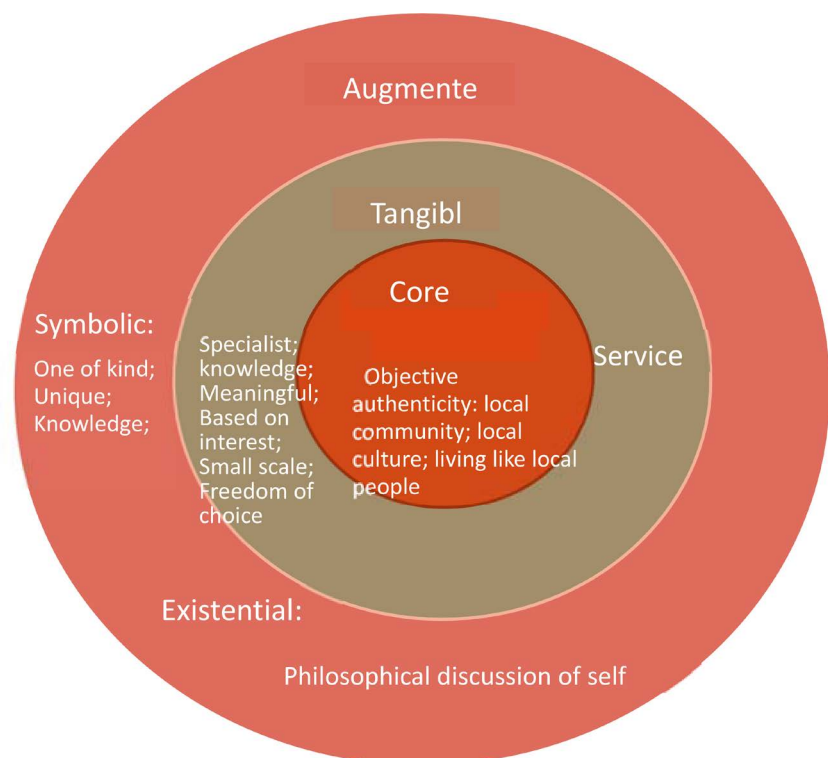 Augmente
Tangibl
Core
Symbolic:
One of kind;
Unique;
Knowledge;
Specialist;
knowledge;
Meaningful;
Based on
interest;
Small scale;
Freedom of
choice
Objective
authenticity: local
community; local
culture; living like local
people
Service
Existential:
Philosophical discussion of self